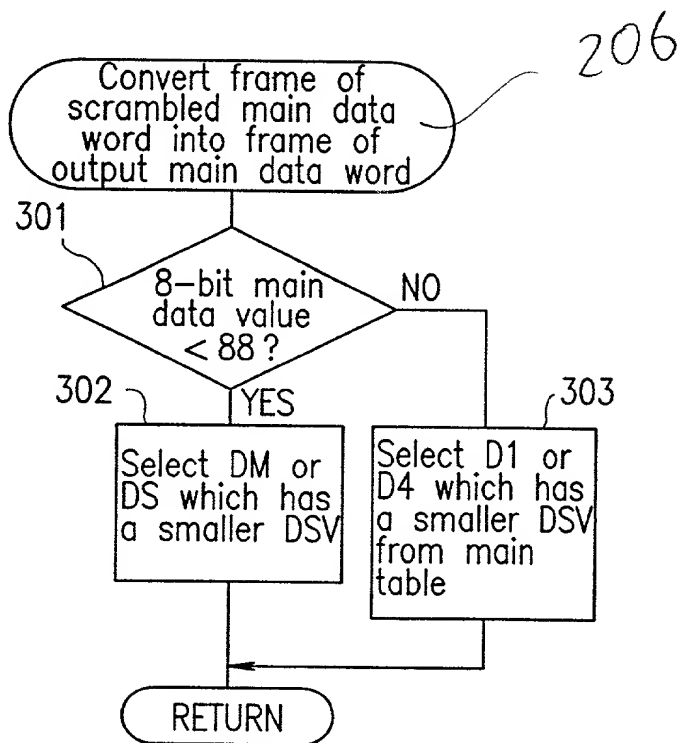 206
Convert frame of
scrambled main data
word into frame of
output main data word
301
8-bit main
data value
< 88 ?
NO
YES
302
Select DM or
DS which has
a smaller DSV
303
Select D1 or
D4 which has
a smaller DSV
from main
table
RETURN